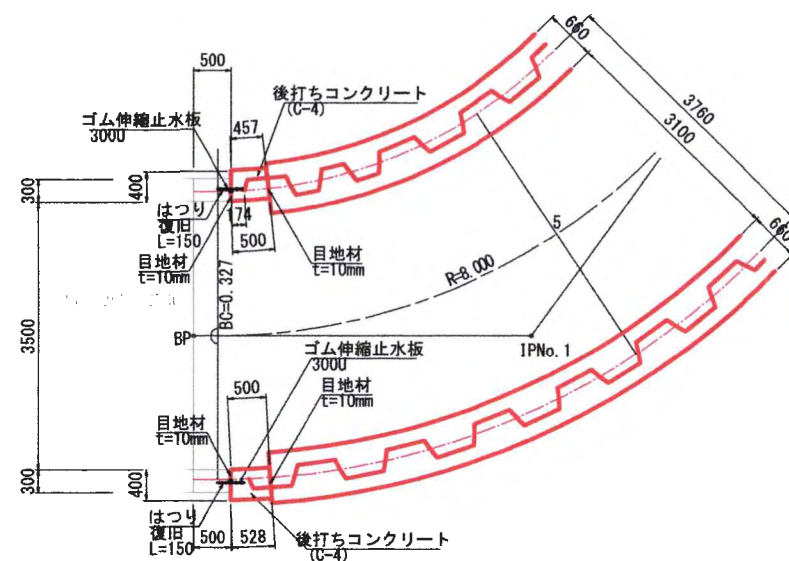 660
500
後打ちコンクリート
(C-4)
3760
ゴム伸縮止水板
3000
457
3100
300
400
はつり
復旧
L=150
174
500
目地材
t=10mm
目地材
t=10mm
5
660
BC=0.327
R=8.000
3500
BP
IPNo.1
ゴム伸縮止水板
3000
500
目地材
t=10mm
目地材
t=10mm
300
400
はつり
復旧
L=150
500
528
後打ちコンクリート
(C-4)